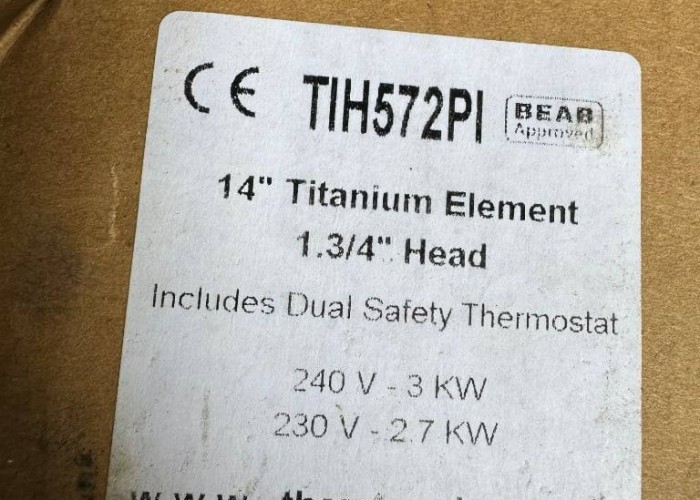 CE TIH572PI BEAB
Approved
14" Titanium Element
1.3/4" Head
Includes Dual Safety Thermostat
240 V - 3 KW
230 V - 2.7 KW